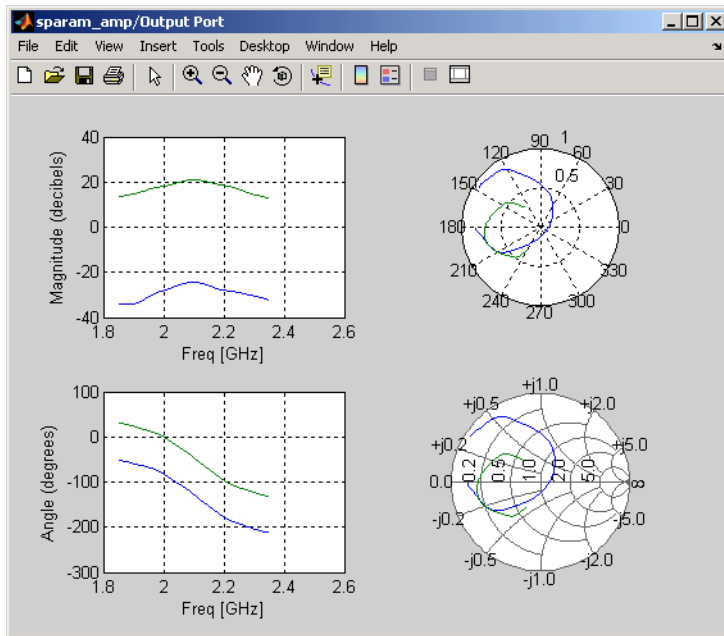 sparam_amp/Output Port
File Edit View Insert Tools Desktop Window Help
40
20
0
-20
-40
Magnitude (decibels)
1.8 2 2.2 2.4 2.6
Freq [GHz]
90 1
120 60
0.5
150 30
180 0
210 330
240 300
270
100
0
-100
-200
-300
Angle (degrees)
1.8 2 2.2 2.4 2.6
Freq [GHz]
+j1.0
+j0.5 +j2.0
+j0.2 +j5.0
0.0 0.2 0.5 1.0 2.0 5.0 ∞
-j0.2 -j5.0
-j0.5 -j2.0
-j1.0